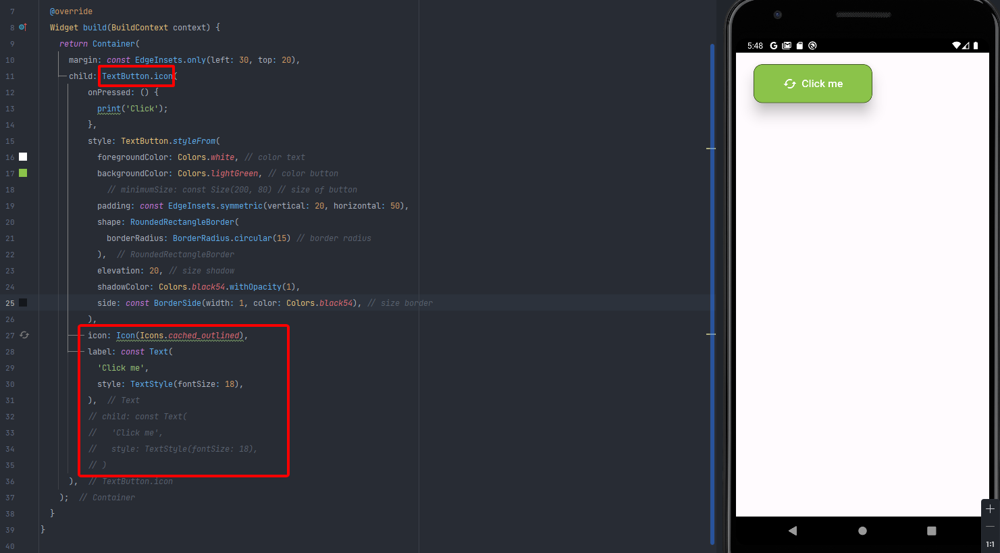 7 @override
8 Widget build(BuildContext context) {
9 return Container(
10 margin: const EdgeInsets.only(left: 30, top: 20),
11 child: TextButton.icon(
12 onPressed: () {
13 print('Click');
14 },
15 style: TextButton.styleFrom(
16 foregroundColor: Colors.white, // color text
17 backgroundColor: Colors.lightGreen, // color button
18 // minimumSize: const Size(200, 80) // size of button
19 padding: const EdgeInsets.symmetric(vertical: 20, horizontal: 50),
20 shape: RoundedRectangleBorder(
21 borderRadius: BorderRadius.circular(15) // border radius
22 ), // RoundedRectangleBorder
23 elevation: 20, // size shadow
24 shadowColor: Colors.black54.withOpacity(1),
25 side: const BorderSide(width: 1, color: Colors.black54), // size border
26 ),
27 icon: Icon(Icons.cached_outlined),
28 label: const Text(
29 'Click me',
30 style: TextStyle(fontSize: 18),
31 ), // Text
32 // child: const Text(
33 // 'Click me',
34 // style: TextStyle(fontSize: 18),
35 // )
36 ), // TextButton.icon
37 ); // Container
38 }
39 }
40
5:48 G
Click me
1:1